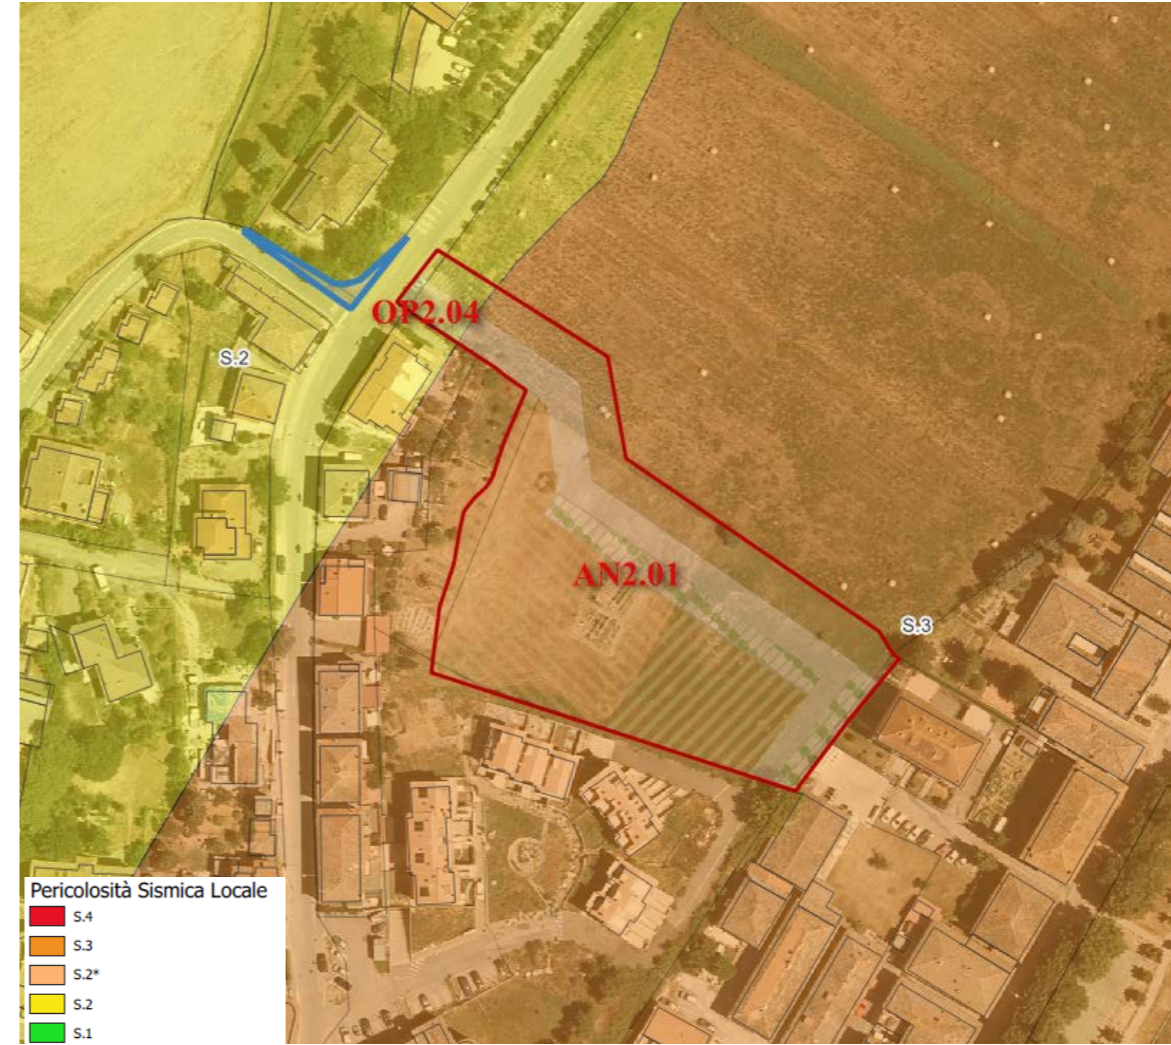 OP2.04
S.2
AN2.01
S.3
Pericolosità Sismica Locale
S.4
S.3
S.2*
S.2
S.1